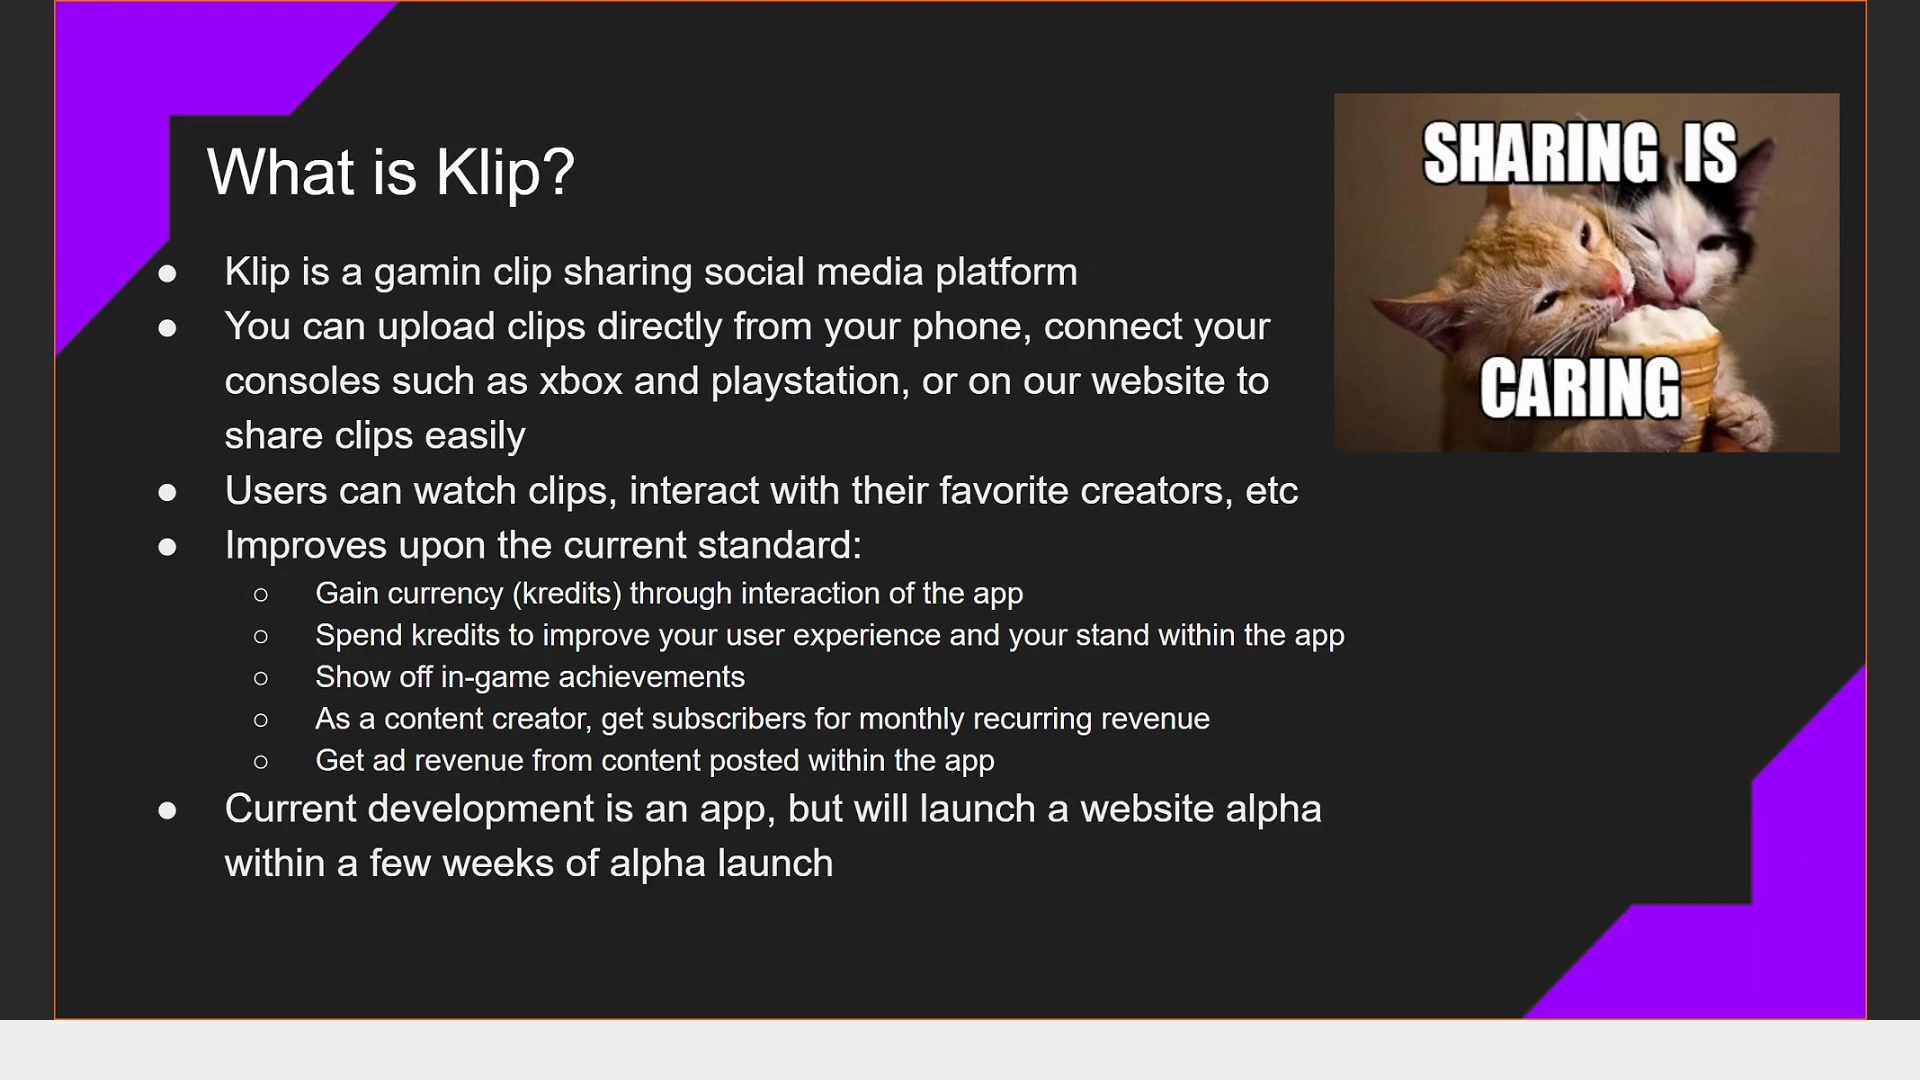 What is Klip?
● Klip is a gamin clip sharing social media platform
● You can upload clips directly from your phone, connect your
consoles such as xbox and playstation, or on our website to
share clips easily
● Users can watch clips, interact with their favorite creators, etc
● Improves upon the current standard:
○ Gain currency (kredits) through interaction of the app
○ Spend kredits to improve your user experience and your stand within the app
○ Show off in-game achievements
○ As a content creator, get subscribers for monthly recurring revenue
○ Get ad revenue from content posted within the app
● Current development is an app, but will launch a website alpha
within a few weeks of alpha launch
SHARING IS
CARING